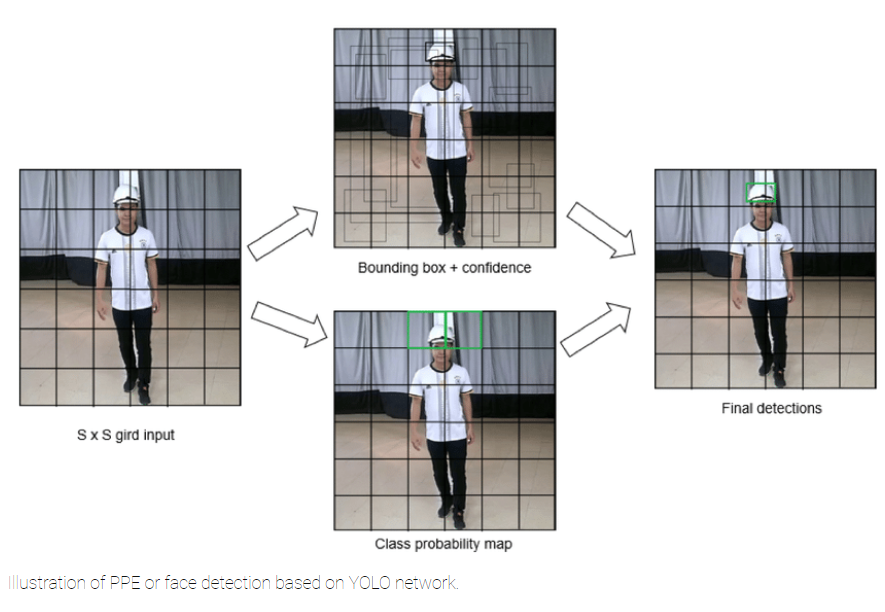 Bounding box + confidence
S x S gird input
Final detections
Class probability map
Illustration of PPE or face detection based on YOLO network.